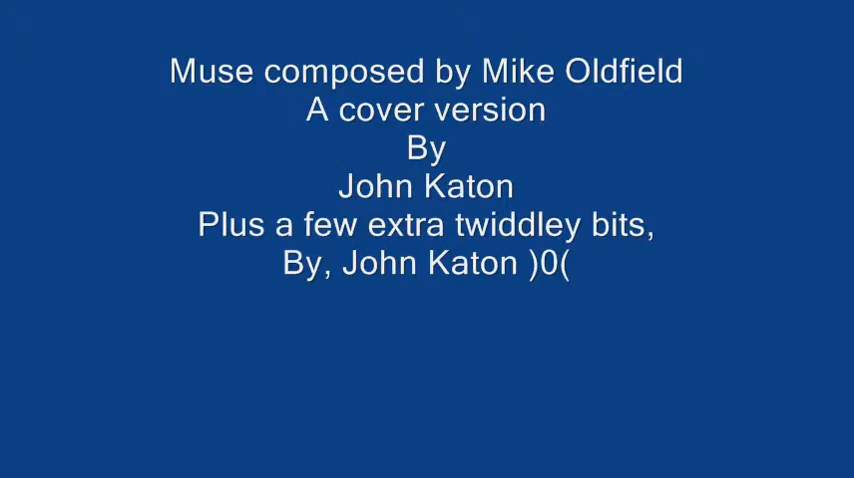 Muse composed by Mike Oldfield
A cover version
By
John Katon
Plus a few extra twiddley bits,
By, John Katon )0(